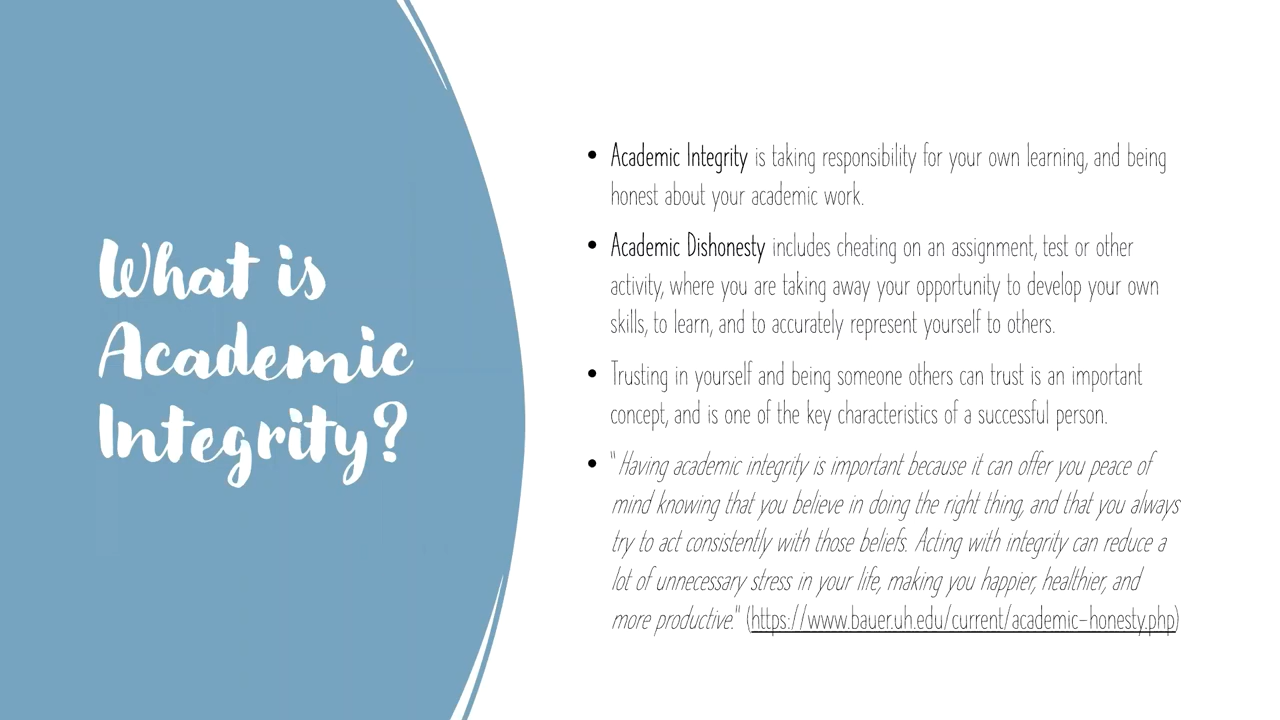 What is
Academic
Integrity?
• Academic Integrity is taking responsibility for your own learning, and being
honest about your academic work.
• Academic Dishonesty includes cheating on an assignment, test or other
activity, where you are taking away your opportunity to develop your own
skills, to learn, and to accurately represent yourself to others.
• Trusting in yourself and being someone others can trust is an important
concept, and is one of the key characteristics of a successful person.
• "Having academic integrity is important because it can offer you peace of
mind knowing that you believe in doing the right thing, and that you always
try to act consistently with those beliefs. Acting with integrity can reduce a
lot of unnecessary stress in your life, making you happier, healthier, and
more productive." (https://www.bauer.uh.edu/current/academic-honesty.php)